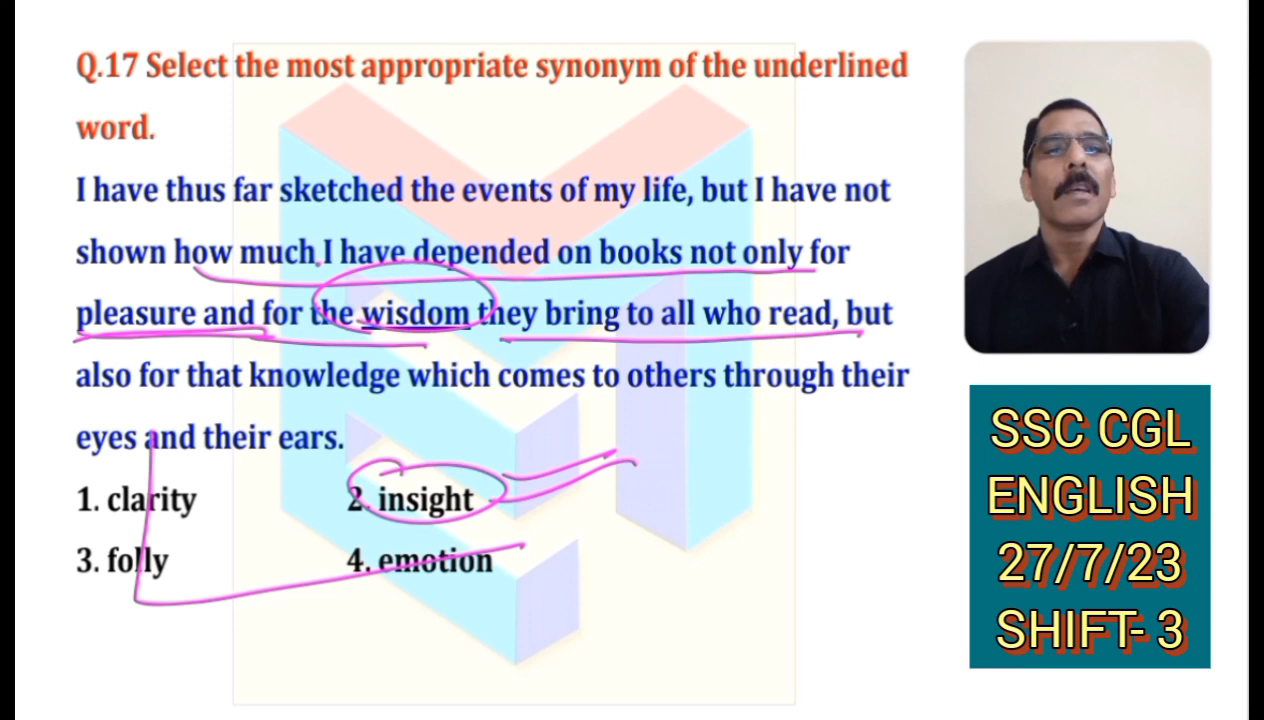 Q.17 Select the most appropriate synonym of the underlined
word.
I have thus far sketched the events of my life, but I have not
shown how much I have depended on books not only for
pleasure and for the wisdom they bring to all who read, but
also for that knowledge which comes to others through their
eyes and their ears.
1. clarity 2. insight
3. folly 4. emotion
SSC CGL
ENGLISH
27/7/23
SHIFT- 3